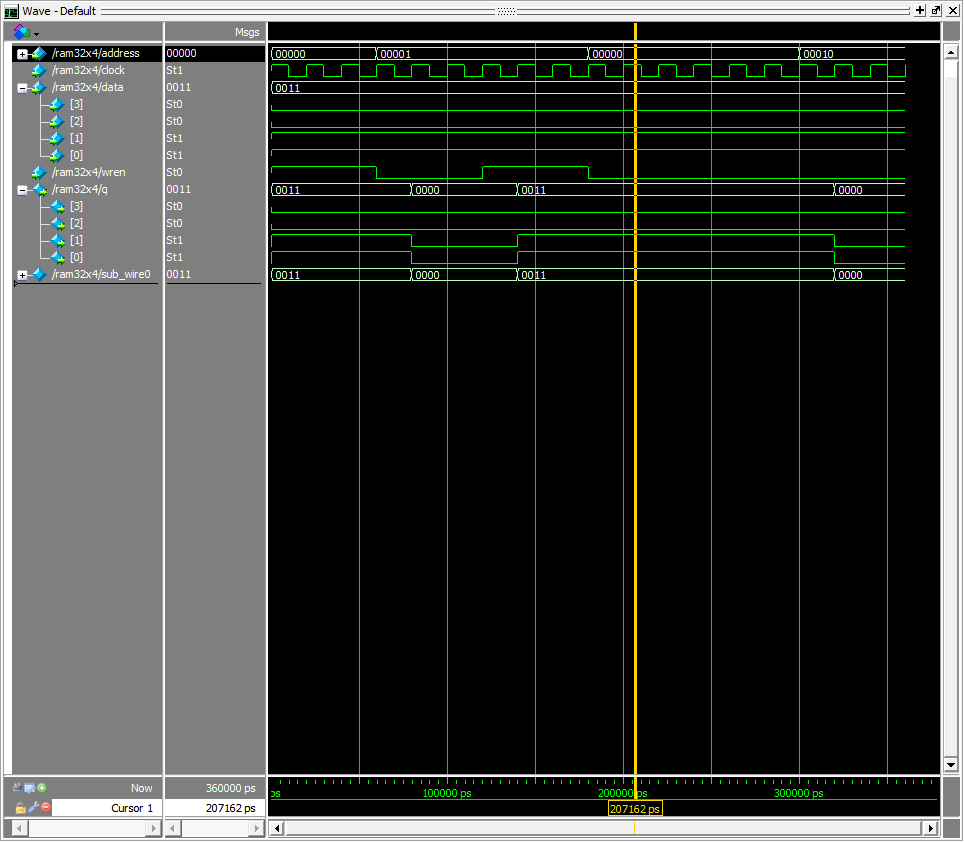 Wave - Default
Msgs
/ram32x4/address 00000 00000 00001 00000 00010
/ram32x4/clock St1
/ram32x4/data 0011 0011
[3] St0
[2] St0
[1] St1
[0] St1
/ram32x4/wren St0
/ram32x4/q 0011 0011 0000 0011 0000
[3] St0
[2] St0
[1] St1
[0] St1
/ram32x4/sub_wire0 0011 0011 0000 0011 0000
Now 360000 ps ps 100000 ps 200000 ps 300000 ps
Cursor 1 207162 ps 207162 ps